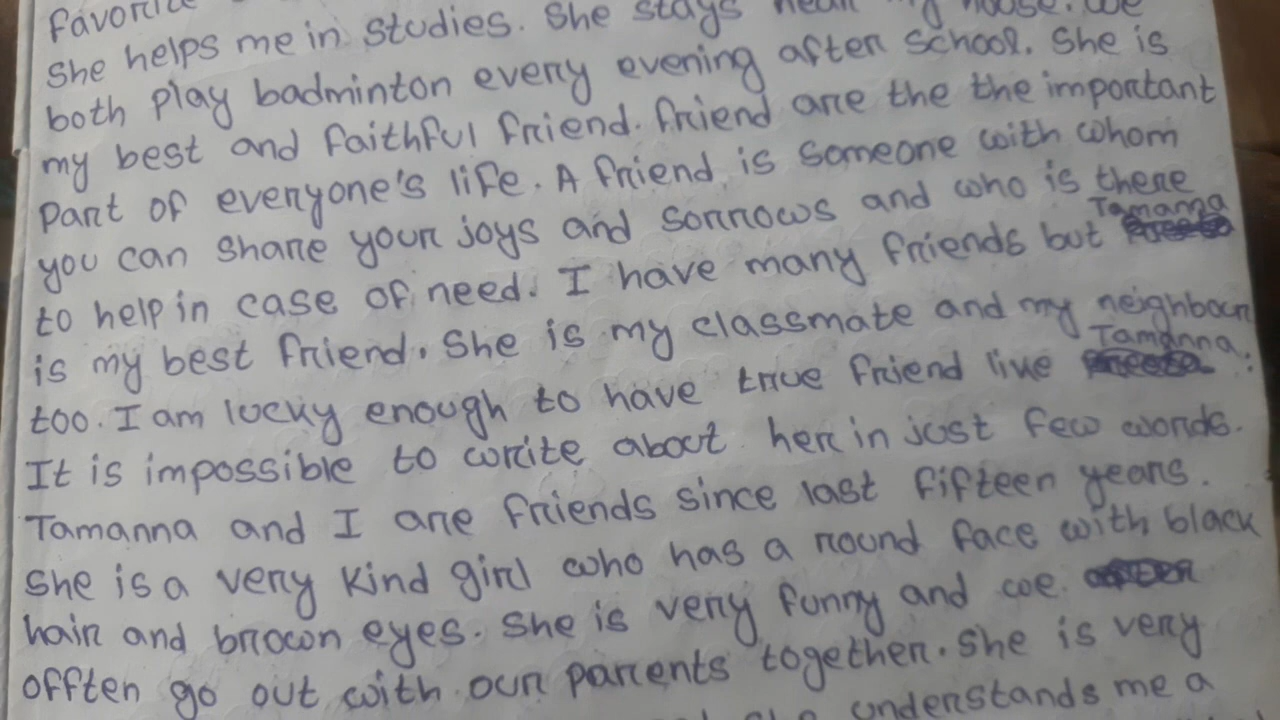 favorite
She helps me in studies. She stays near my house. We
both play badminton every evening after school. She is
my best and faithful friend. friend are the the important
part of everyone's life. A friend is someone with whom
you can share your joys and sorrows and who is there
to help in case of need. I have many friends but Tamanna
is my best friend. She is my classmate and my neighbour
too. I am lucky enough to have true friend live Tamanna.
It is impossible to write about her in just few words.
Tamanna and I are friends since last fifteen years.
She is a very kind girl who has a round face with black
hair and brown eyes. She is very funny and we
offten go out with our parents together. She is very
understands me a